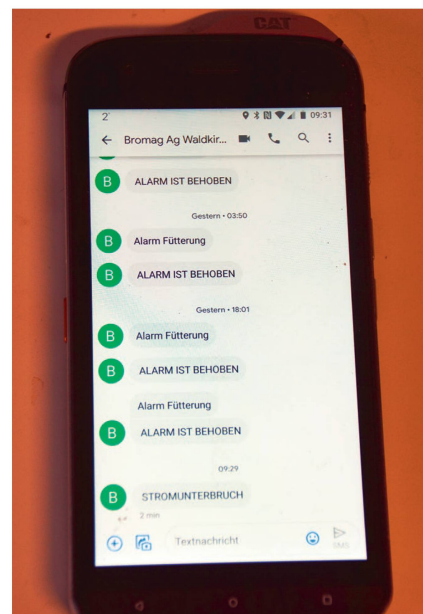 CAT
2'
09:31
Bromag Ag Waldkir...
B ALARM IST BEHOBEN
Gestern • 03:50
B Alarm Fütterung
B ALARM IST BEHOBEN
Gestern • 18:01
B Alarm Fütterung
B ALARM IST BEHOBEN
Alarm Fütterung
B ALARM IST BEHOBEN
09:29
B STROMUNTERBRUCH
2 min
Textnachricht
SMS